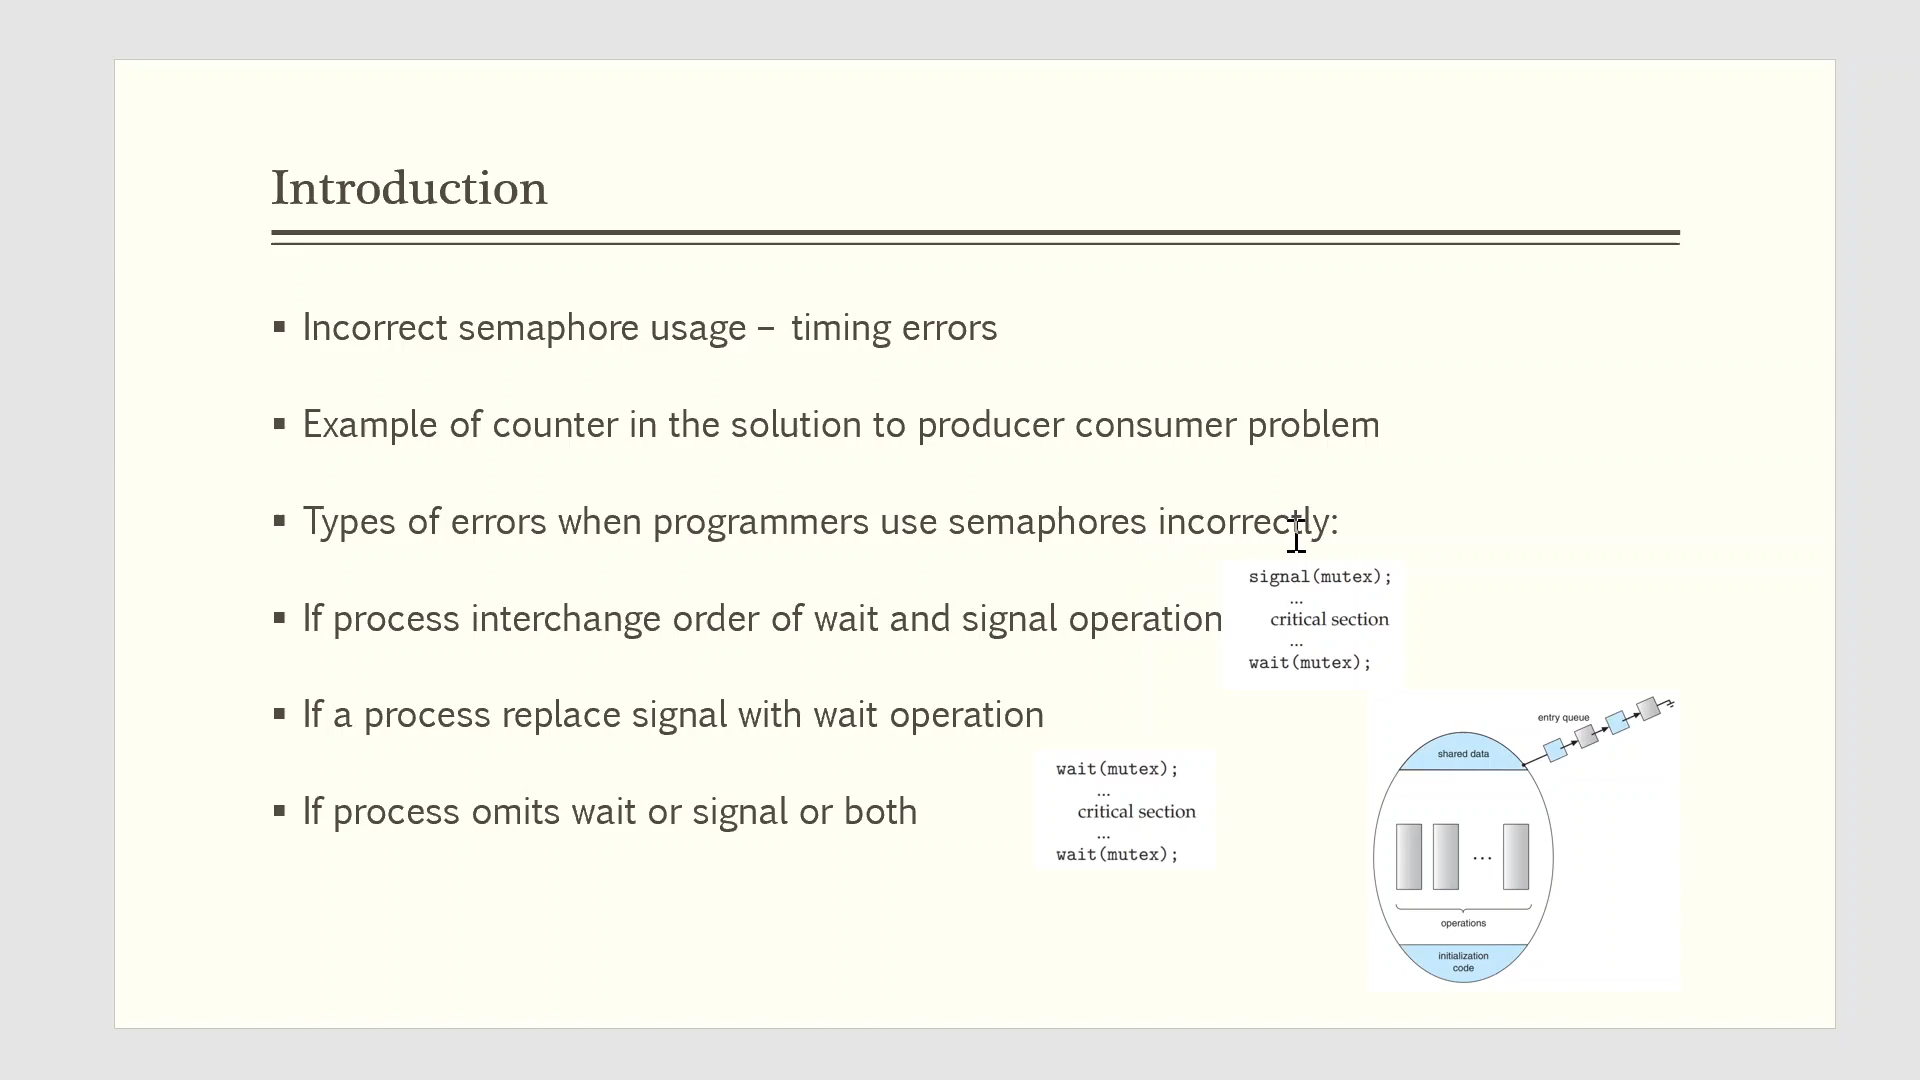 Introduction
▪ Incorrect semaphore usage – timing errors
▪ Example of counter in the solution to producer consumer problem
▪ Types of errors when programmers use semaphores incorrectly:
▪ If process interchange order of wait and signal operation
signal(mutex);
...
critical section
...
wait(mutex);
▪ If a process replace signal with wait operation
wait(mutex);
...
critical section
...
wait(mutex);
▪ If process omits wait or signal or both
entry queue
shared data
...
operations
initialization
code